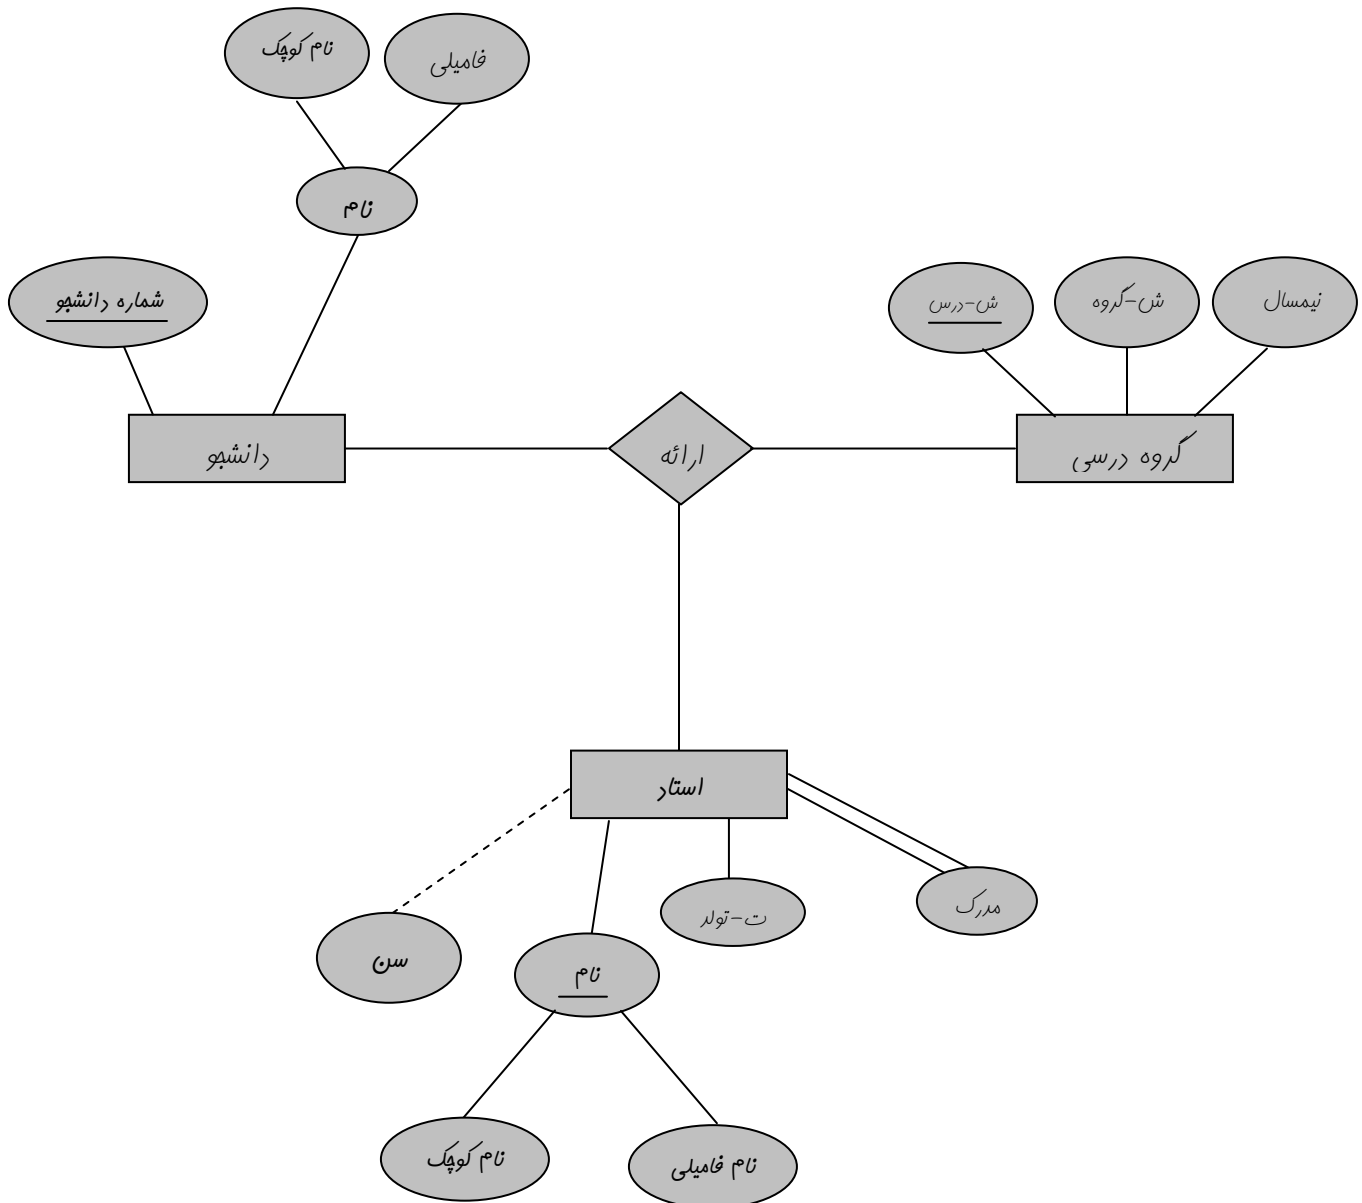 نام کوچک
فامیلی
نام
شماره دانشجو
ش-درس
ش-گروه
نیمسال
دانشجو
ارائه
گروه درسی
استاد
سن
نام
ت-تولد
مدرک
نام کوچک
نام فامیلی